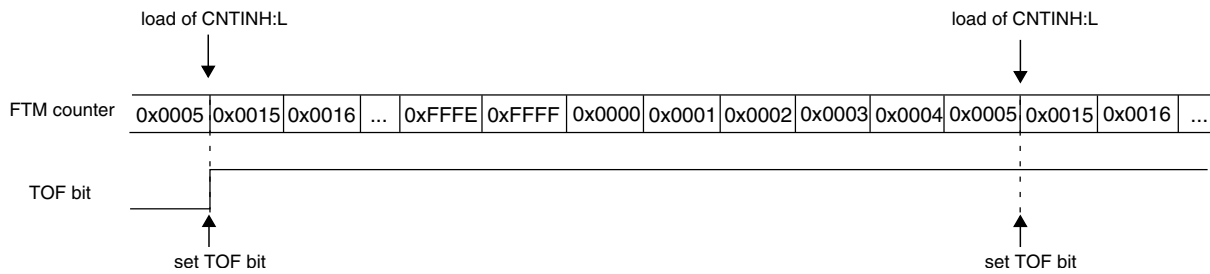 load of CNTINH:L load of CNTINH:L
FTM counter 0x0005 0x0015 0x0016 ... 0xFFFE 0xFFFF 0x0000 0x0001 0x0002 0x0003 0x0004 0x0005 0x0015 0x0016 ...
TOF bit
set TOF bit set TOF bit